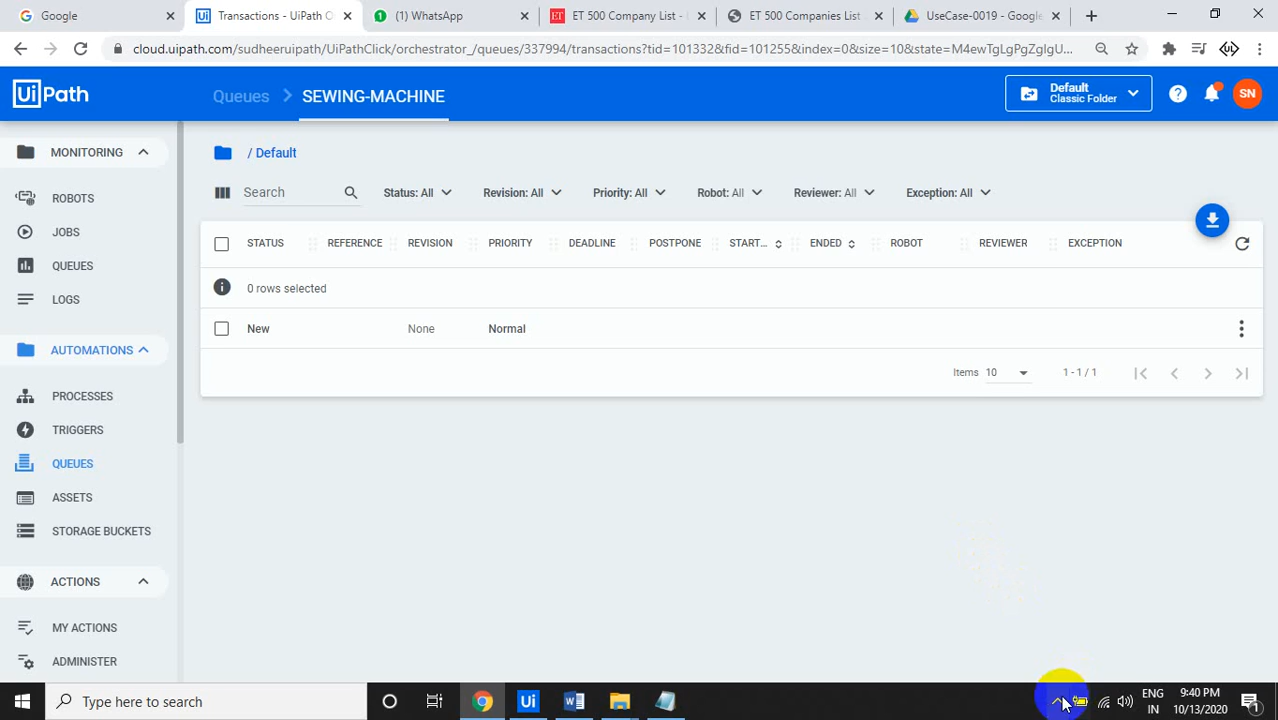 Google
Transactions - UiPath O
(1) WhatsApp
ET 500 Company List -
ET 500 Companies List
UseCase-0019 - Google
cloud.uipath.com/sudheeruipath/UiPathClick/orchestrator_/queues/337994/transactions?tid=101332&fid=101255&index=0&size=10&state=M4ewTgLgPgZglgU...
UiPath
Queues > SEWING-MACHINE
Default
Classic Folder
SN
MONITORING
/ Default
Search
Status: All
Revision: All
Priority: All
Robot: All
Reviewer: All
Exception: All
ROBOTS
JOBS
QUEUES
LOGS
STATUS
REFERENCE
REVISION
PRIORITY
DEADLINE
POSTPONE
START...
ENDED
ROBOT
REVIEWER
EXCEPTION
0 rows selected
New
None
Normal
Items 10
1 - 1 / 1
AUTOMATIONS
PROCESSES
TRIGGERS
QUEUES
ASSETS
STORAGE BUCKETS
ACTIONS
MY ACTIONS
ADMINISTER
Type here to search
ENG
IN
9:40 PM
10/13/2020
1